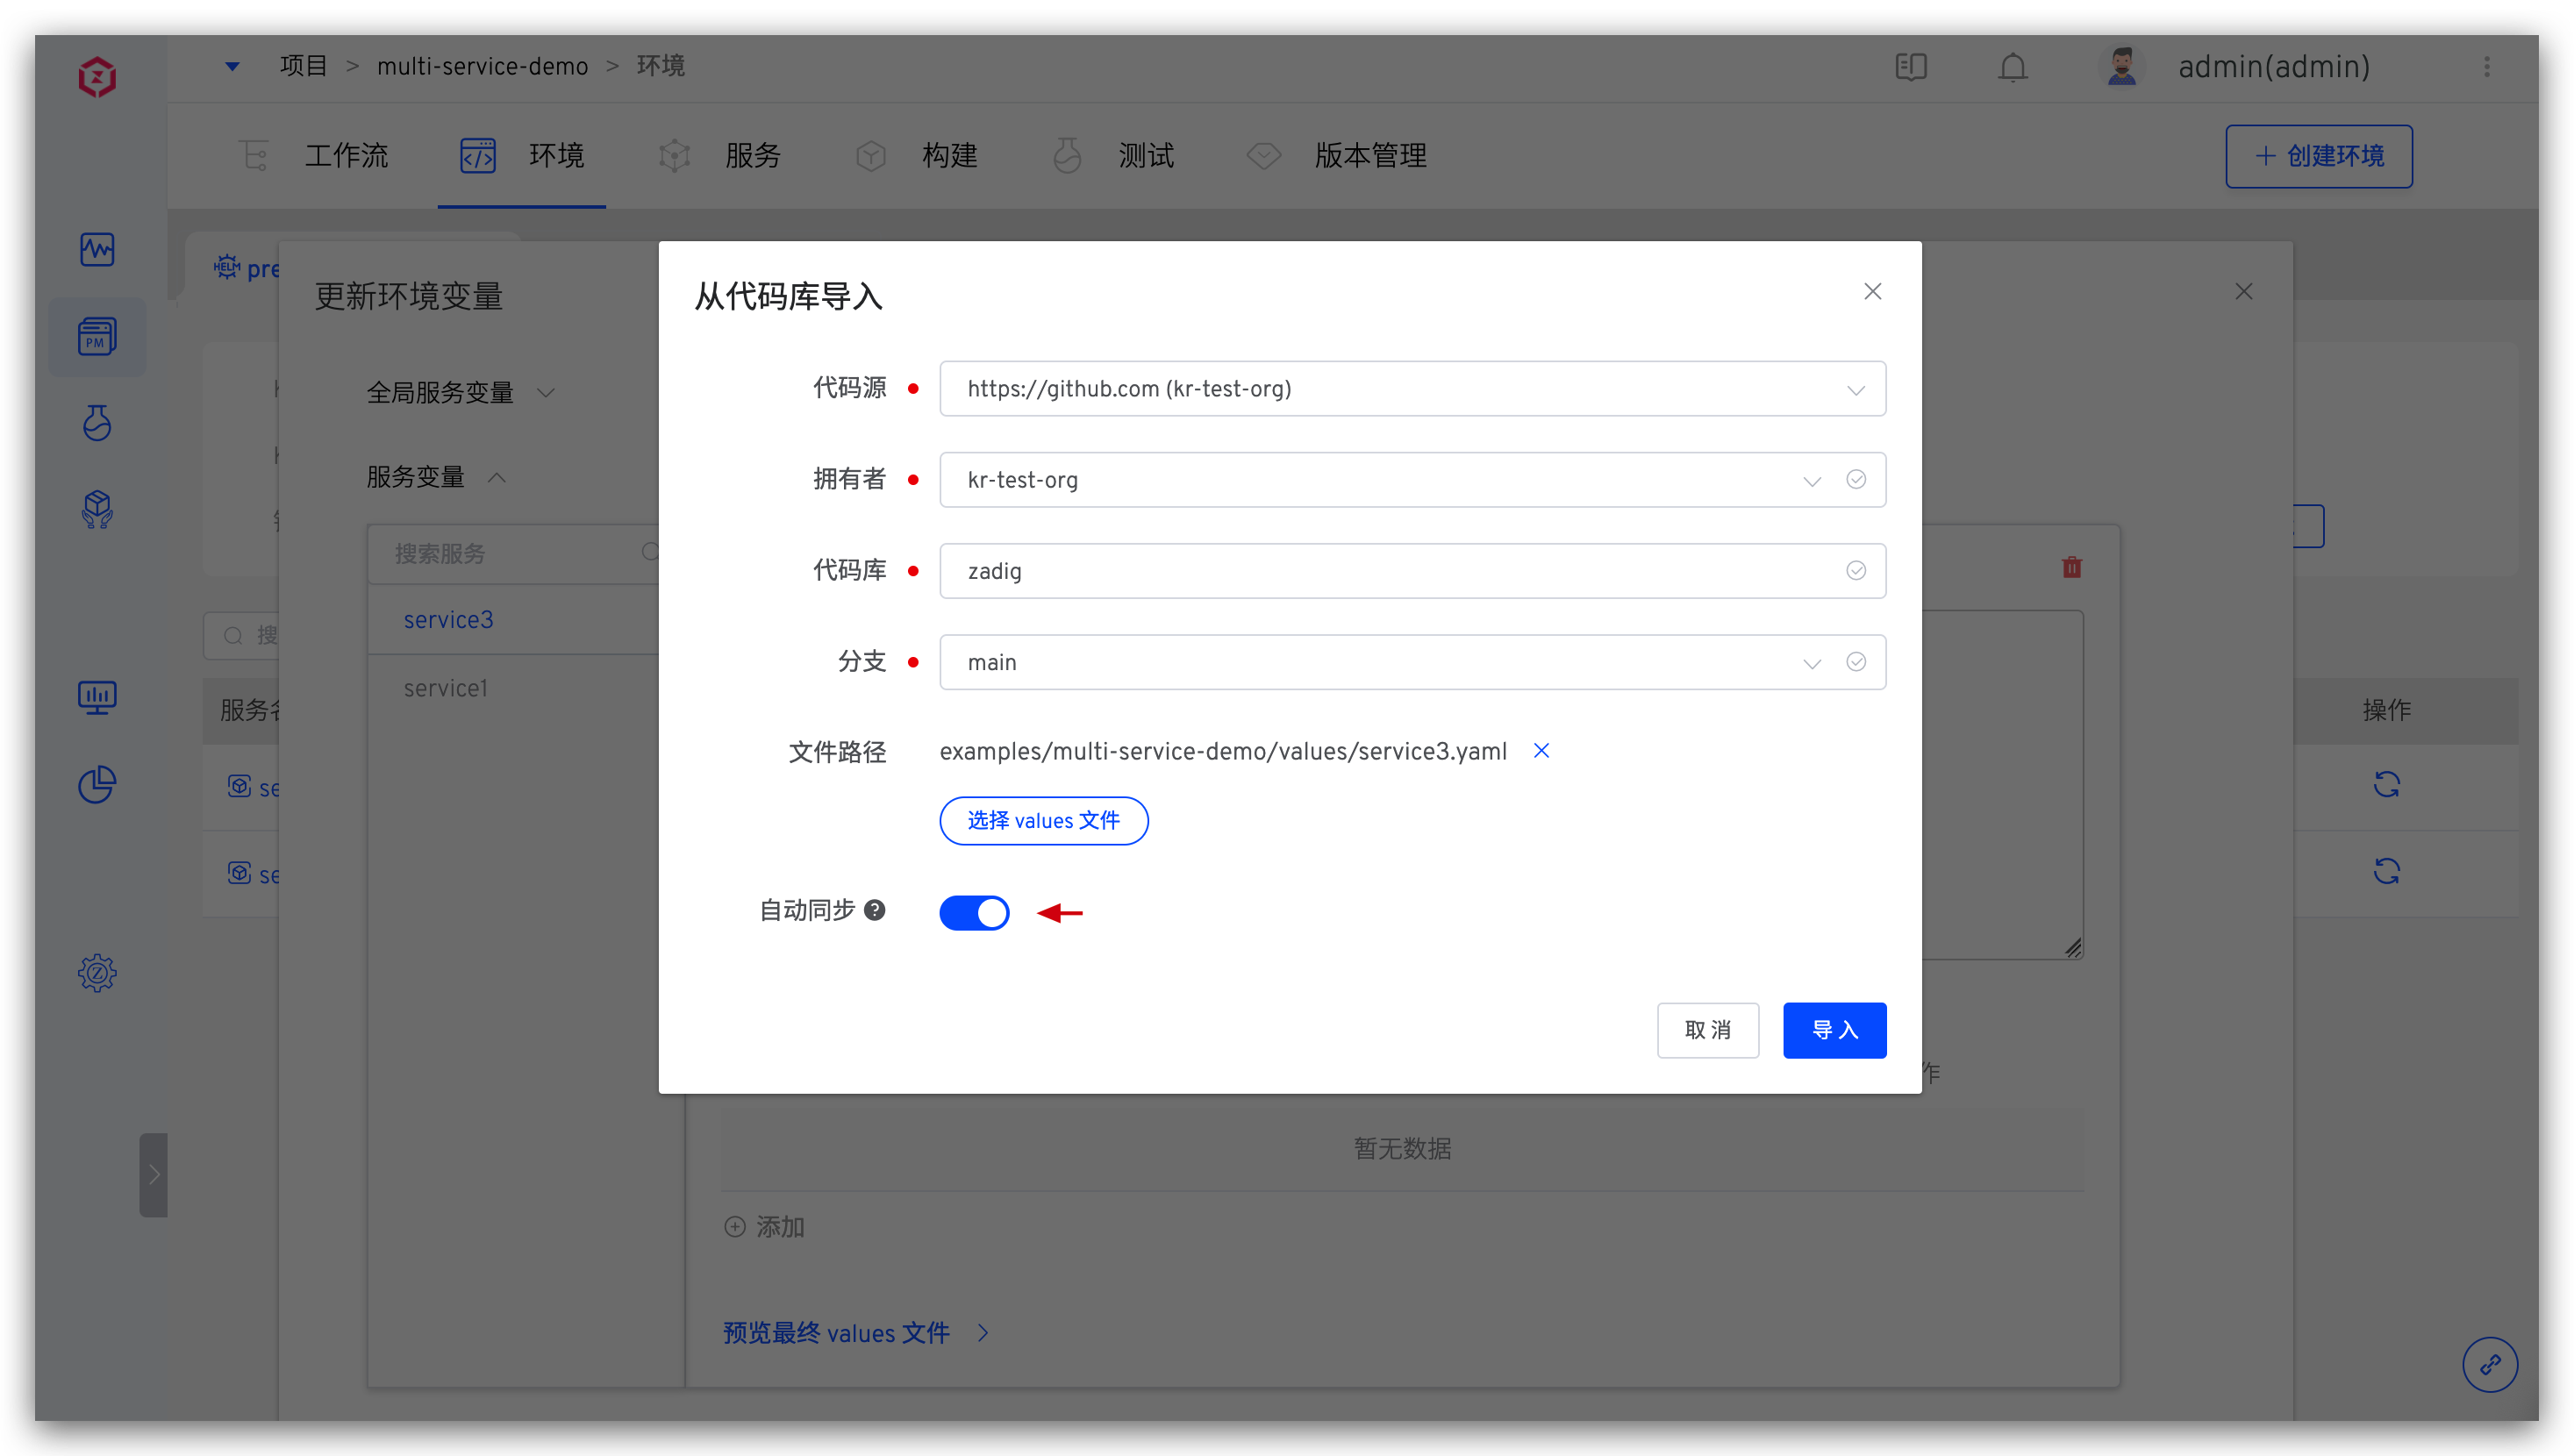 项目 > multi-service-demo > 环境
admin(admin)
工作流
环境
服务
构建
测试
版本管理
+ 创建环境
HELM pre
更新环境变量
全局服务变量
服务变量
搜索服务
service3
service1
PM
搜
服务名
操作
se
se
从代码库导入
代码源 https://github.com (kr-test-org)
拥有者 kr-test-org
代码库 zadig
分支 main
文件路径 examples/multi-service-demo/values/service3.yaml
选择 values 文件
自动同步
取消 导入
作
暂无数据
添加
预览最终 values 文件 >